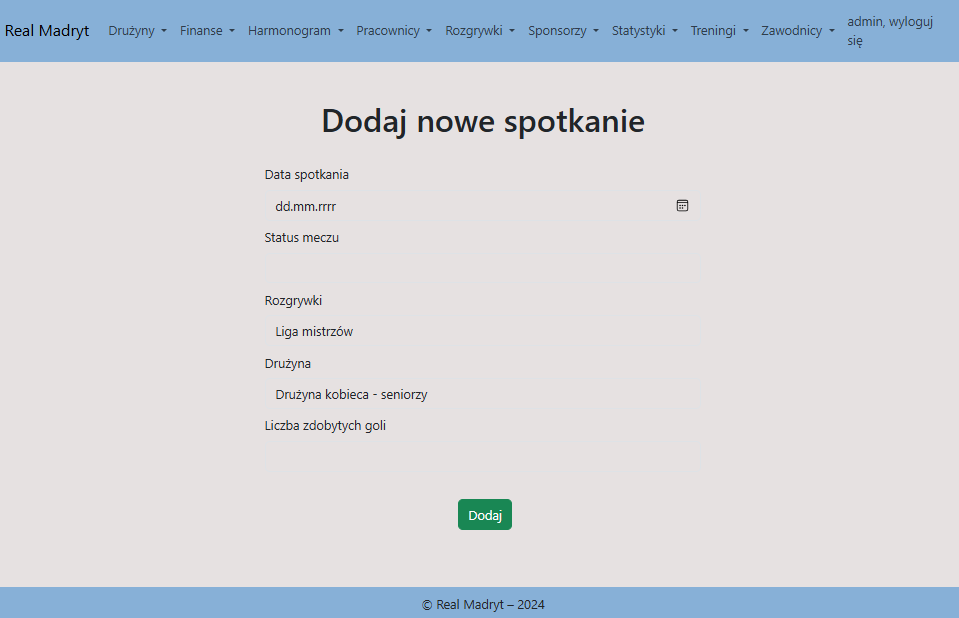 Real Madryt Drużyny Finanse Harmonogram Pracownicy Rozgrywki Sponsorzy Statystyki Treningi Zawodnicy admin, wyloguj
się
Dodaj nowe spotkanie
Data spotkania
dd.mm.rrrr
Status meczu
Rozgrywki
Liga mistrzów
Drużyna
Drużyna kobieca - seniorzy
Liczba zdobytych goli
Dodaj
© Real Madryt – 2024